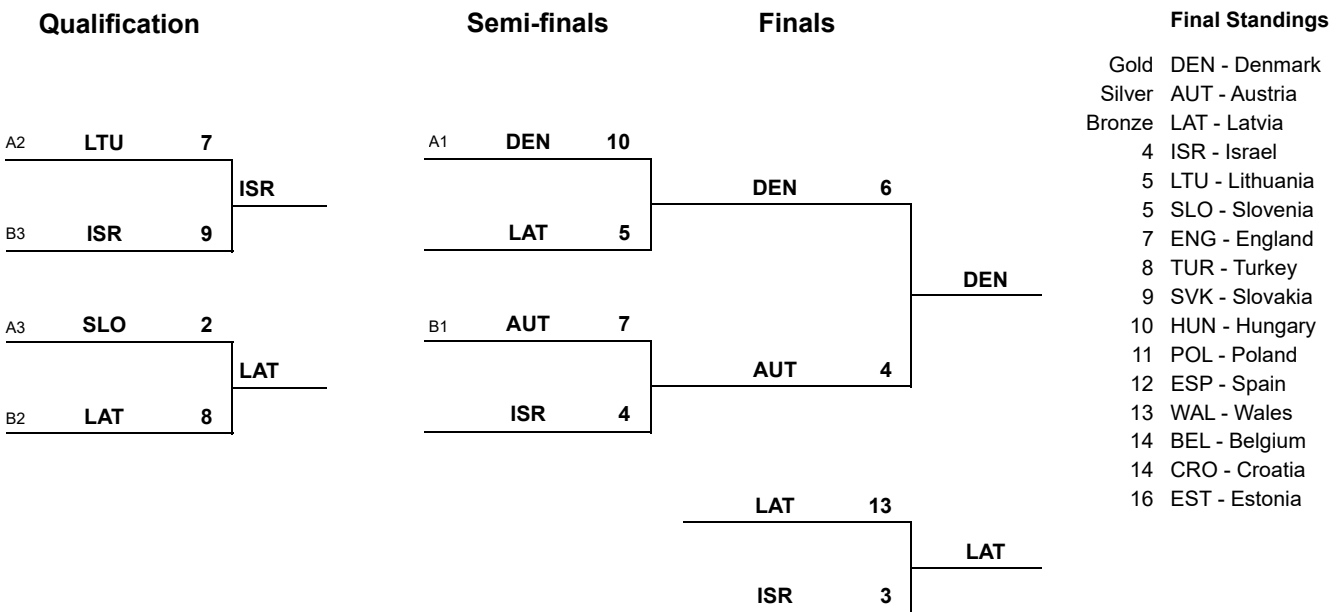 Qualification
Semi-finals
Finals
Final Standings
A2 LTU 7
ISR
B3 ISR 9
A3 SLO 2
LAT
B2 LAT 8
A1 DEN 10
LAT 5
B1 AUT 7
ISR 4
DEN 6
DEN
AUT 4
LAT 13
LAT
ISR 3
Gold DEN - Denmark
Silver AUT - Austria
Bronze LAT - Latvia
4 ISR - Israel
5 LTU - Lithuania
5 SLO - Slovenia
7 ENG - England
8 TUR - Turkey
9 SVK - Slovakia
10 HUN - Hungary
11 POL - Poland
12 ESP - Spain
13 WAL - Wales
14 BEL - Belgium
14 CRO - Croatia
16 EST - Estonia